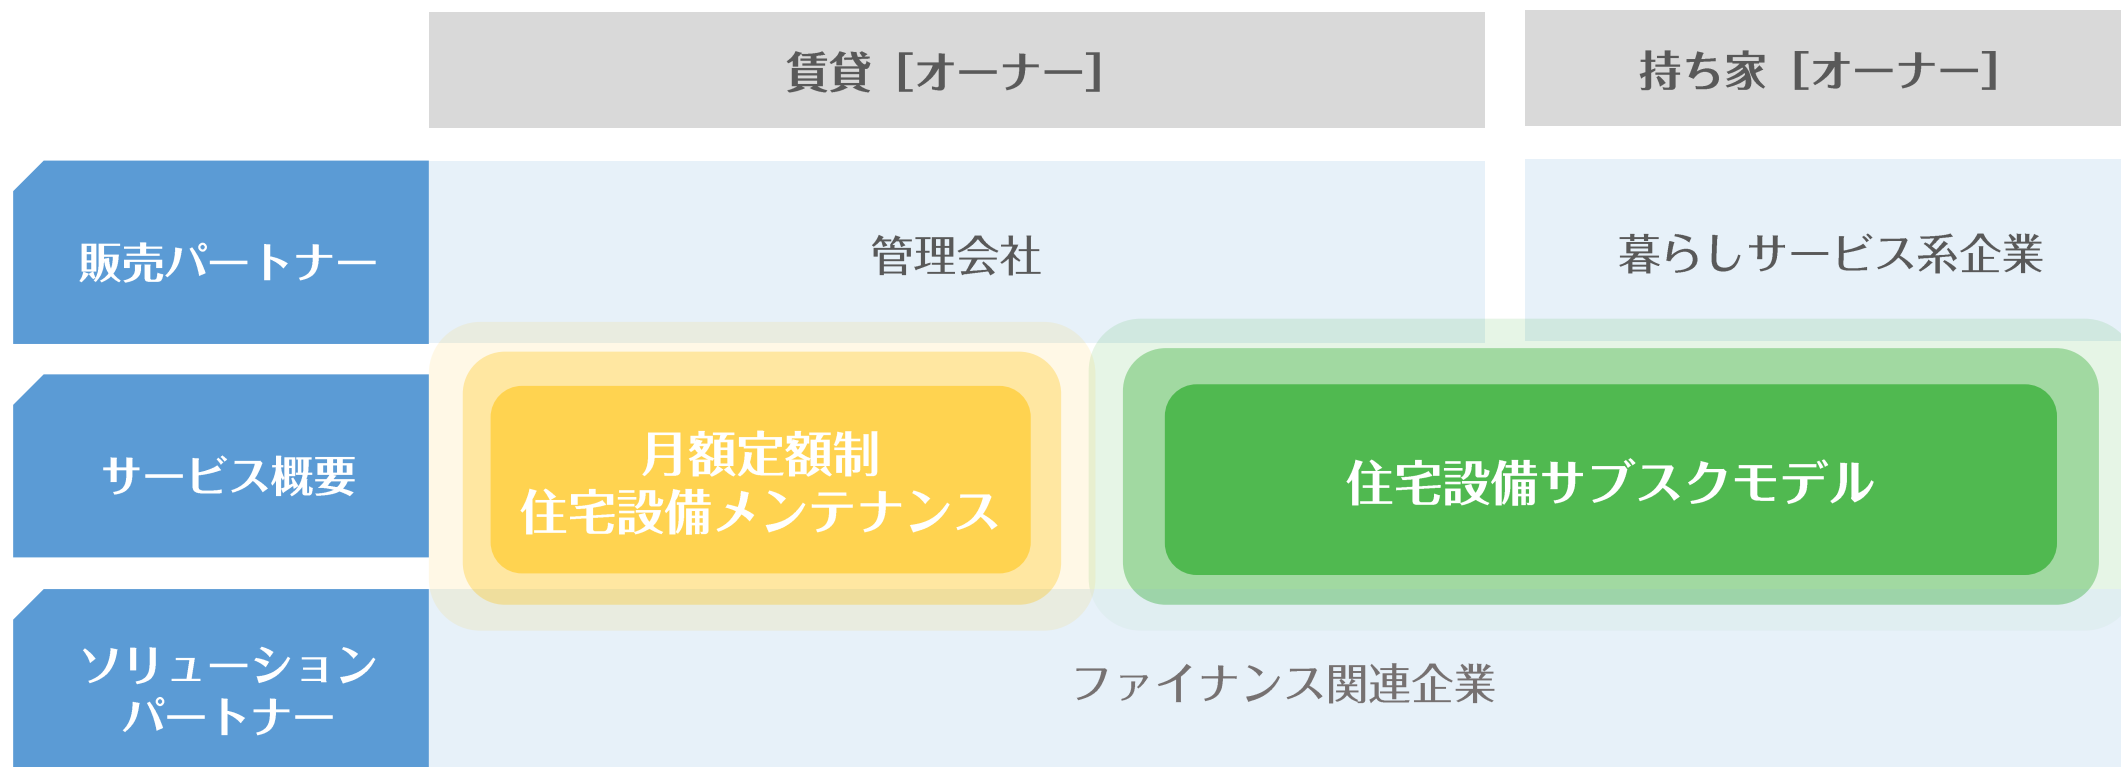 賃貸 [オーナー]
持ち家 [オーナー]
販売パートナー
管理会社
暮らしサービス系企業
サービス概要
月額定額制
住宅設備メンテナンス
住宅設備サブスクモデル
ソリューション
パートナー
ファイナンス関連企業